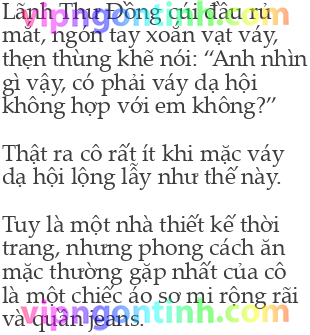 Lãnh Thư Đồng cúi đầu rủ
mắt, ngón tay xoắn vạt váy,
thẹn thùng khẽ nói: “Anh nhìn
gì vậy, có phải váy dạ hội
không hợp với em không?”
Thật ra cô rất ít khi mặc váy
dạ hội lộng lẫy như thế này.
Tuy là một nhà thiết kế thời
trang, nhưng phong cách ăn
mặc thường gặp nhất của cô
là một chiếc áo sơ mi rộng rãi
và quần jeans.
vipngontinh.com